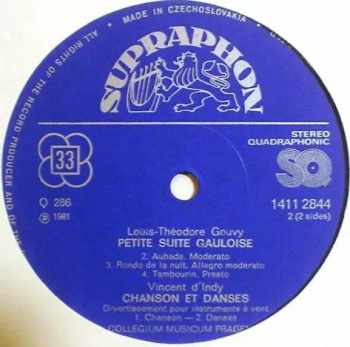 MADE IN CZECHOSLOVAKIA
ALL RIGHTS OF THE RECORD PRODUCER AND OF THE
SUPRAPHON
33
STEREO
QUADRAPHONIC
SQ
Q 286
1411 2844
℗ 1981
2 (2 sides)
Louis-Théodore Gouvy
PETITE SUITE GAULOISE
2. Aubade. Moderato
3. Ronde de la nuit. Allegro moderato
4. Tambourin. Presto
Vincent d'Indy
CHANSON ET DANSES
Divertissement pour instruments à vent
1. Chanson – 2. Danses
COLLEGIUM MUSICUM PRAGENSE